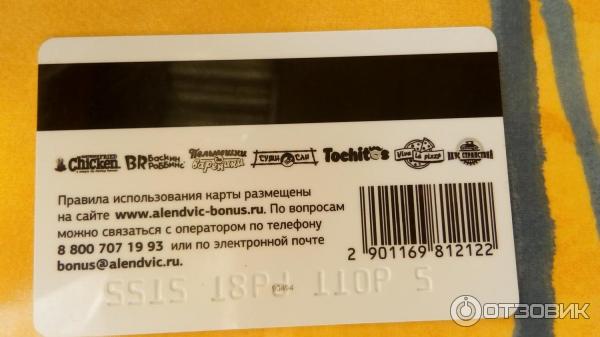 Chicken
BR Баскин Роббинс
Пельмешки да Вареники
СУШИ САН
Tochitos
Viva la pizza
ВКУС СТРАНСТВИЙ
Правила использования карты размещены
на сайте www.alendvic-bonus.ru. По вопросам
можно связаться с оператором по телефону
8 800 707 19 93 или по электронной почте
bonus@alendvic.ru.
2 901169 812122
ОТЗОВИК